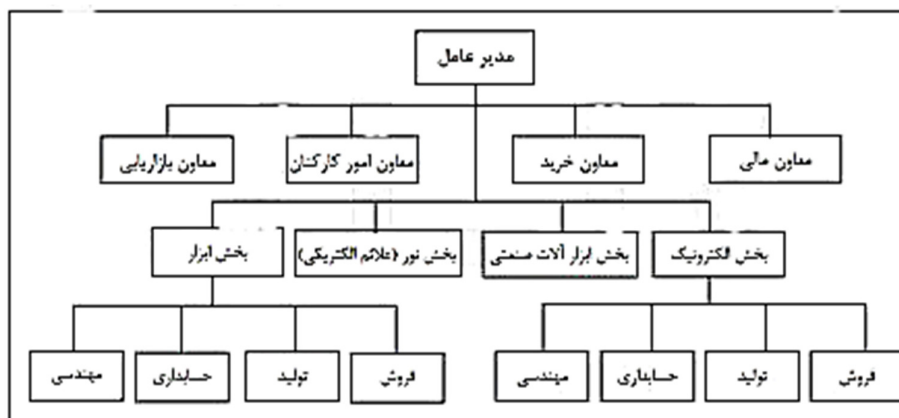 مدیر عامل
معاون مالی
معاون خرید
معاون امور کارکنان
معاون بازاریابی
بخش الکترونیک
بخش ابزار آلات صنعتی
بخش نور (علائم الکتریکی)
بخش ابزار
فروش
تولید
حسابداری
مهندسی
فروش
تولید
حسابداری
مهندسی